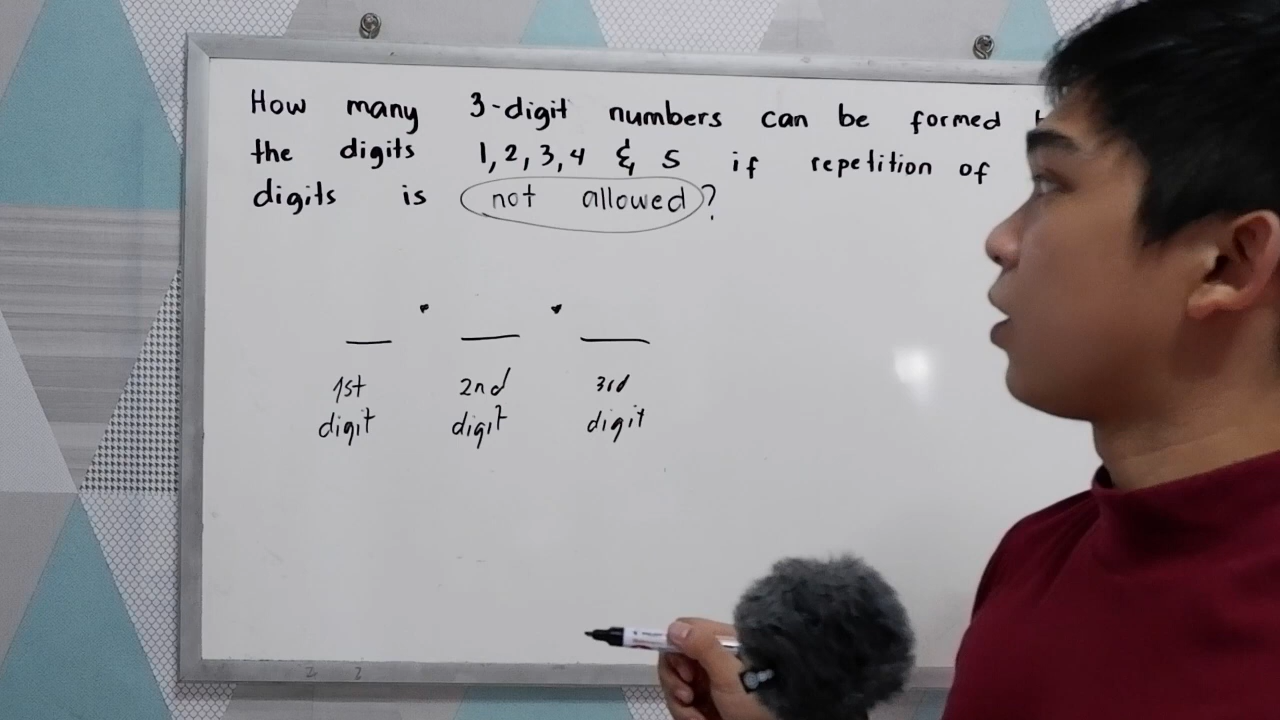 How many 3-digit numbers can be formed
the digits 1, 2, 3, 4 & 5 if repetition of
digits is not allowed?
1st 2nd 3rd
digit digit digit